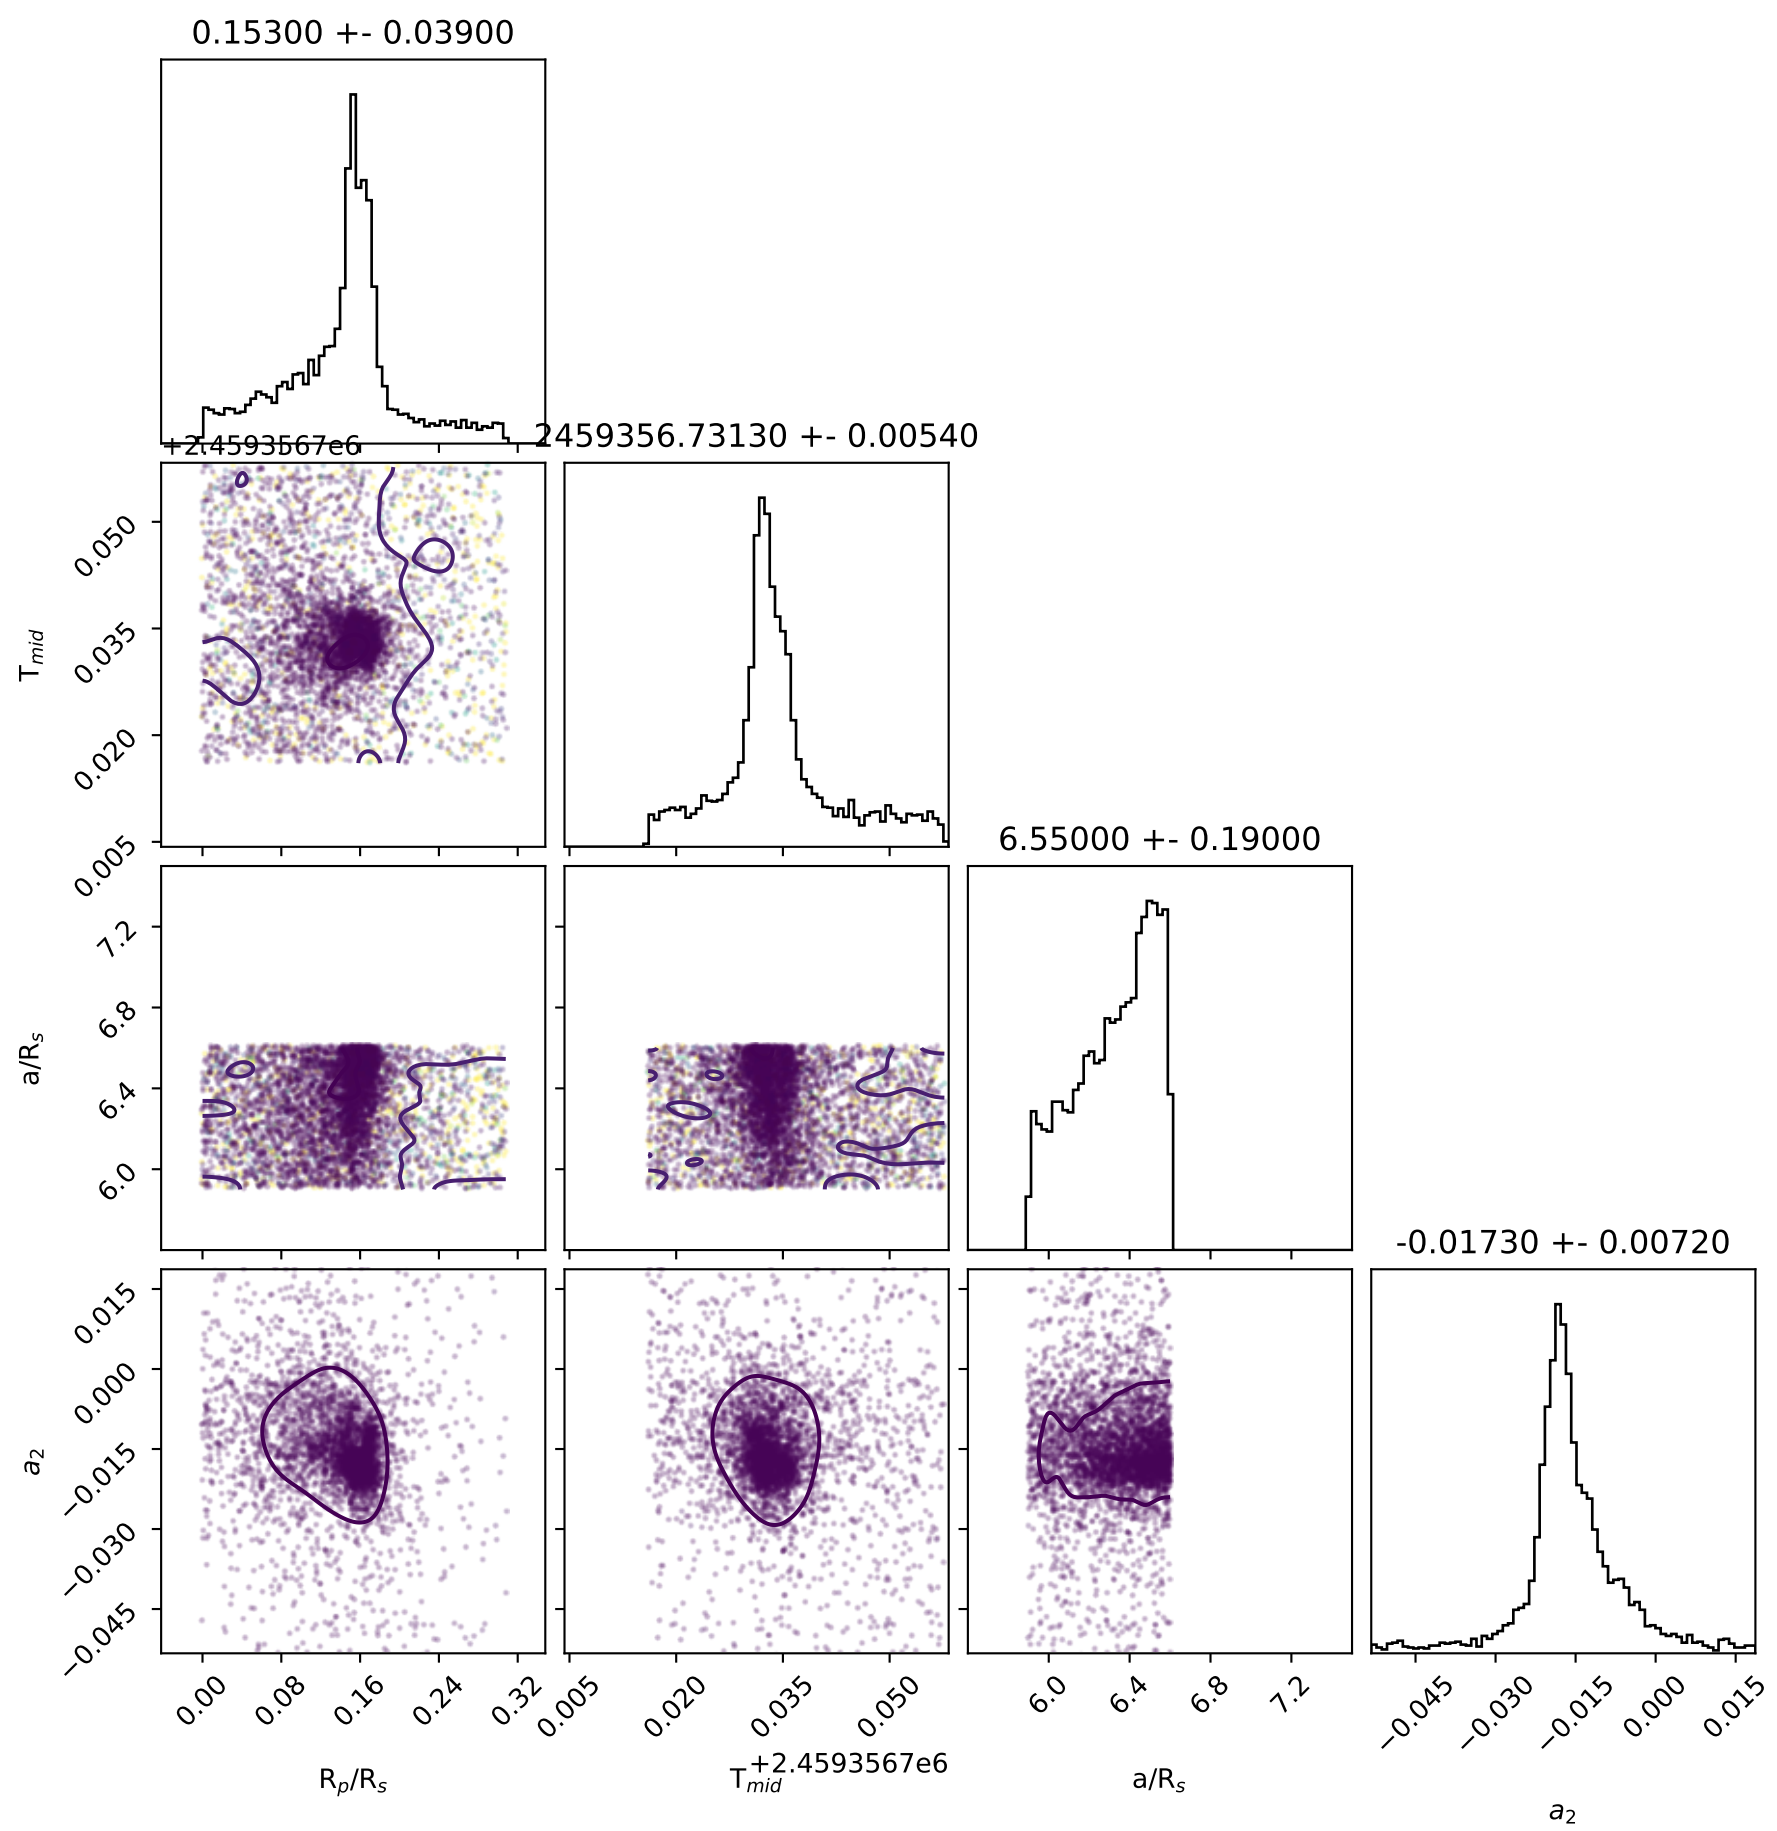 0.15300 +- 0.03900
+2.4593567e6
2459356.73130 +- 0.00540
0.050
0.035
0.020
0.005
T_mid
6.55000 +- 0.19000
7.2
6.8
6.4
6.0
a/R_s
-0.01730 +- 0.00720
0.015
0.000
−0.015
−0.030
−0.045
a_2
0.00 0.08 0.16 0.24 0.32
0.005 0.020 0.035 0.050
6.0 6.4 6.8 7.2
−0.045 −0.030 −0.015 0.000 0.015
+2.4593567e6
R_p/R_s T_mid a/R_s
a_2